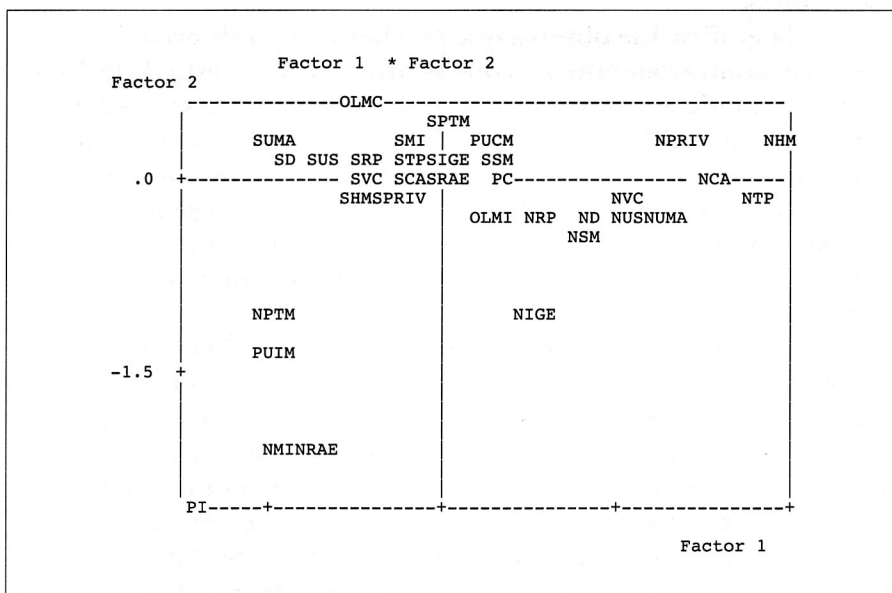 Factor 1 * Factor 2
Factor 2
OLMC
SPTM
SUMA SMI PUCM NPRIV NHM
SD SUS SRP STPSIGE SSM
.0 SVC SCASRAE PC NCA
SHMSPRIV NVC NTP
OLMI NRP ND NUSNUMA
NSM
NPTM NIGE
PUIM
-1.5
NMINRAE
PI
Factor 1